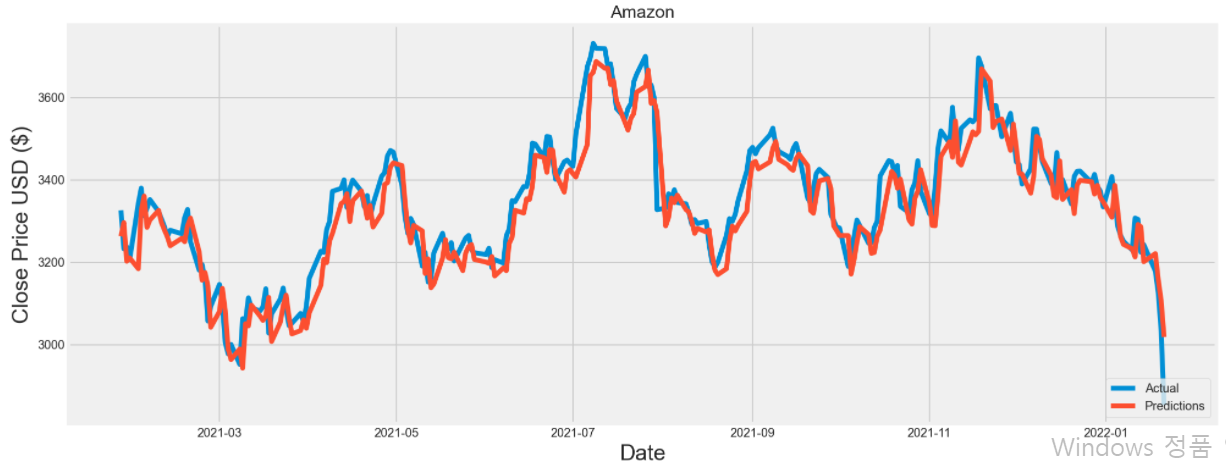 Amazon
Close Price USD ($)
3600
3400
3200
3000
2021-03
2021-05
2021-07
2021-09
2021-11
2022-01
Date
Actual
Predictions
Windows 정품